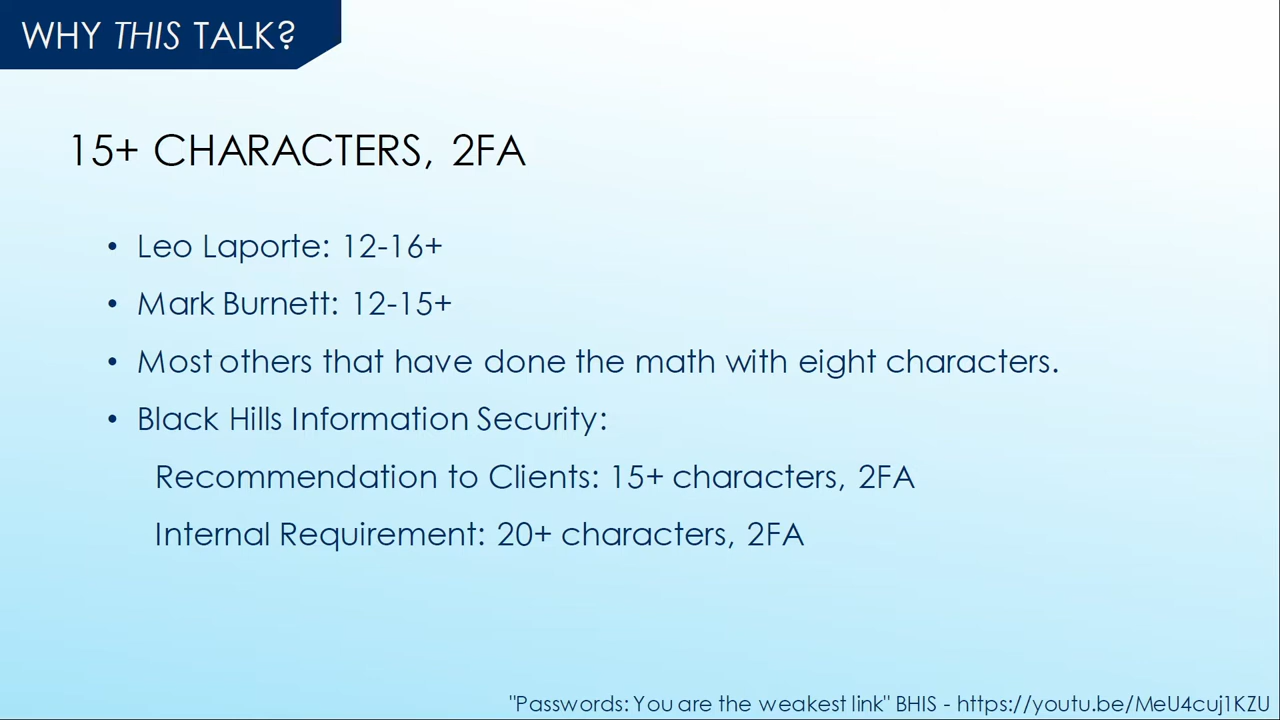 WHY THIS TALK?
15+ CHARACTERS, 2FA
• Leo Laporte: 12-16+
• Mark Burnett: 12-15+
• Most others that have done the math with eight characters.
• Black Hills Information Security:
Recommendation to Clients: 15+ characters, 2FA
Internal Requirement: 20+ characters, 2FA
"Passwords: You are the weakest link" BHIS - https://youtu.be/MeU4cuj1KZU